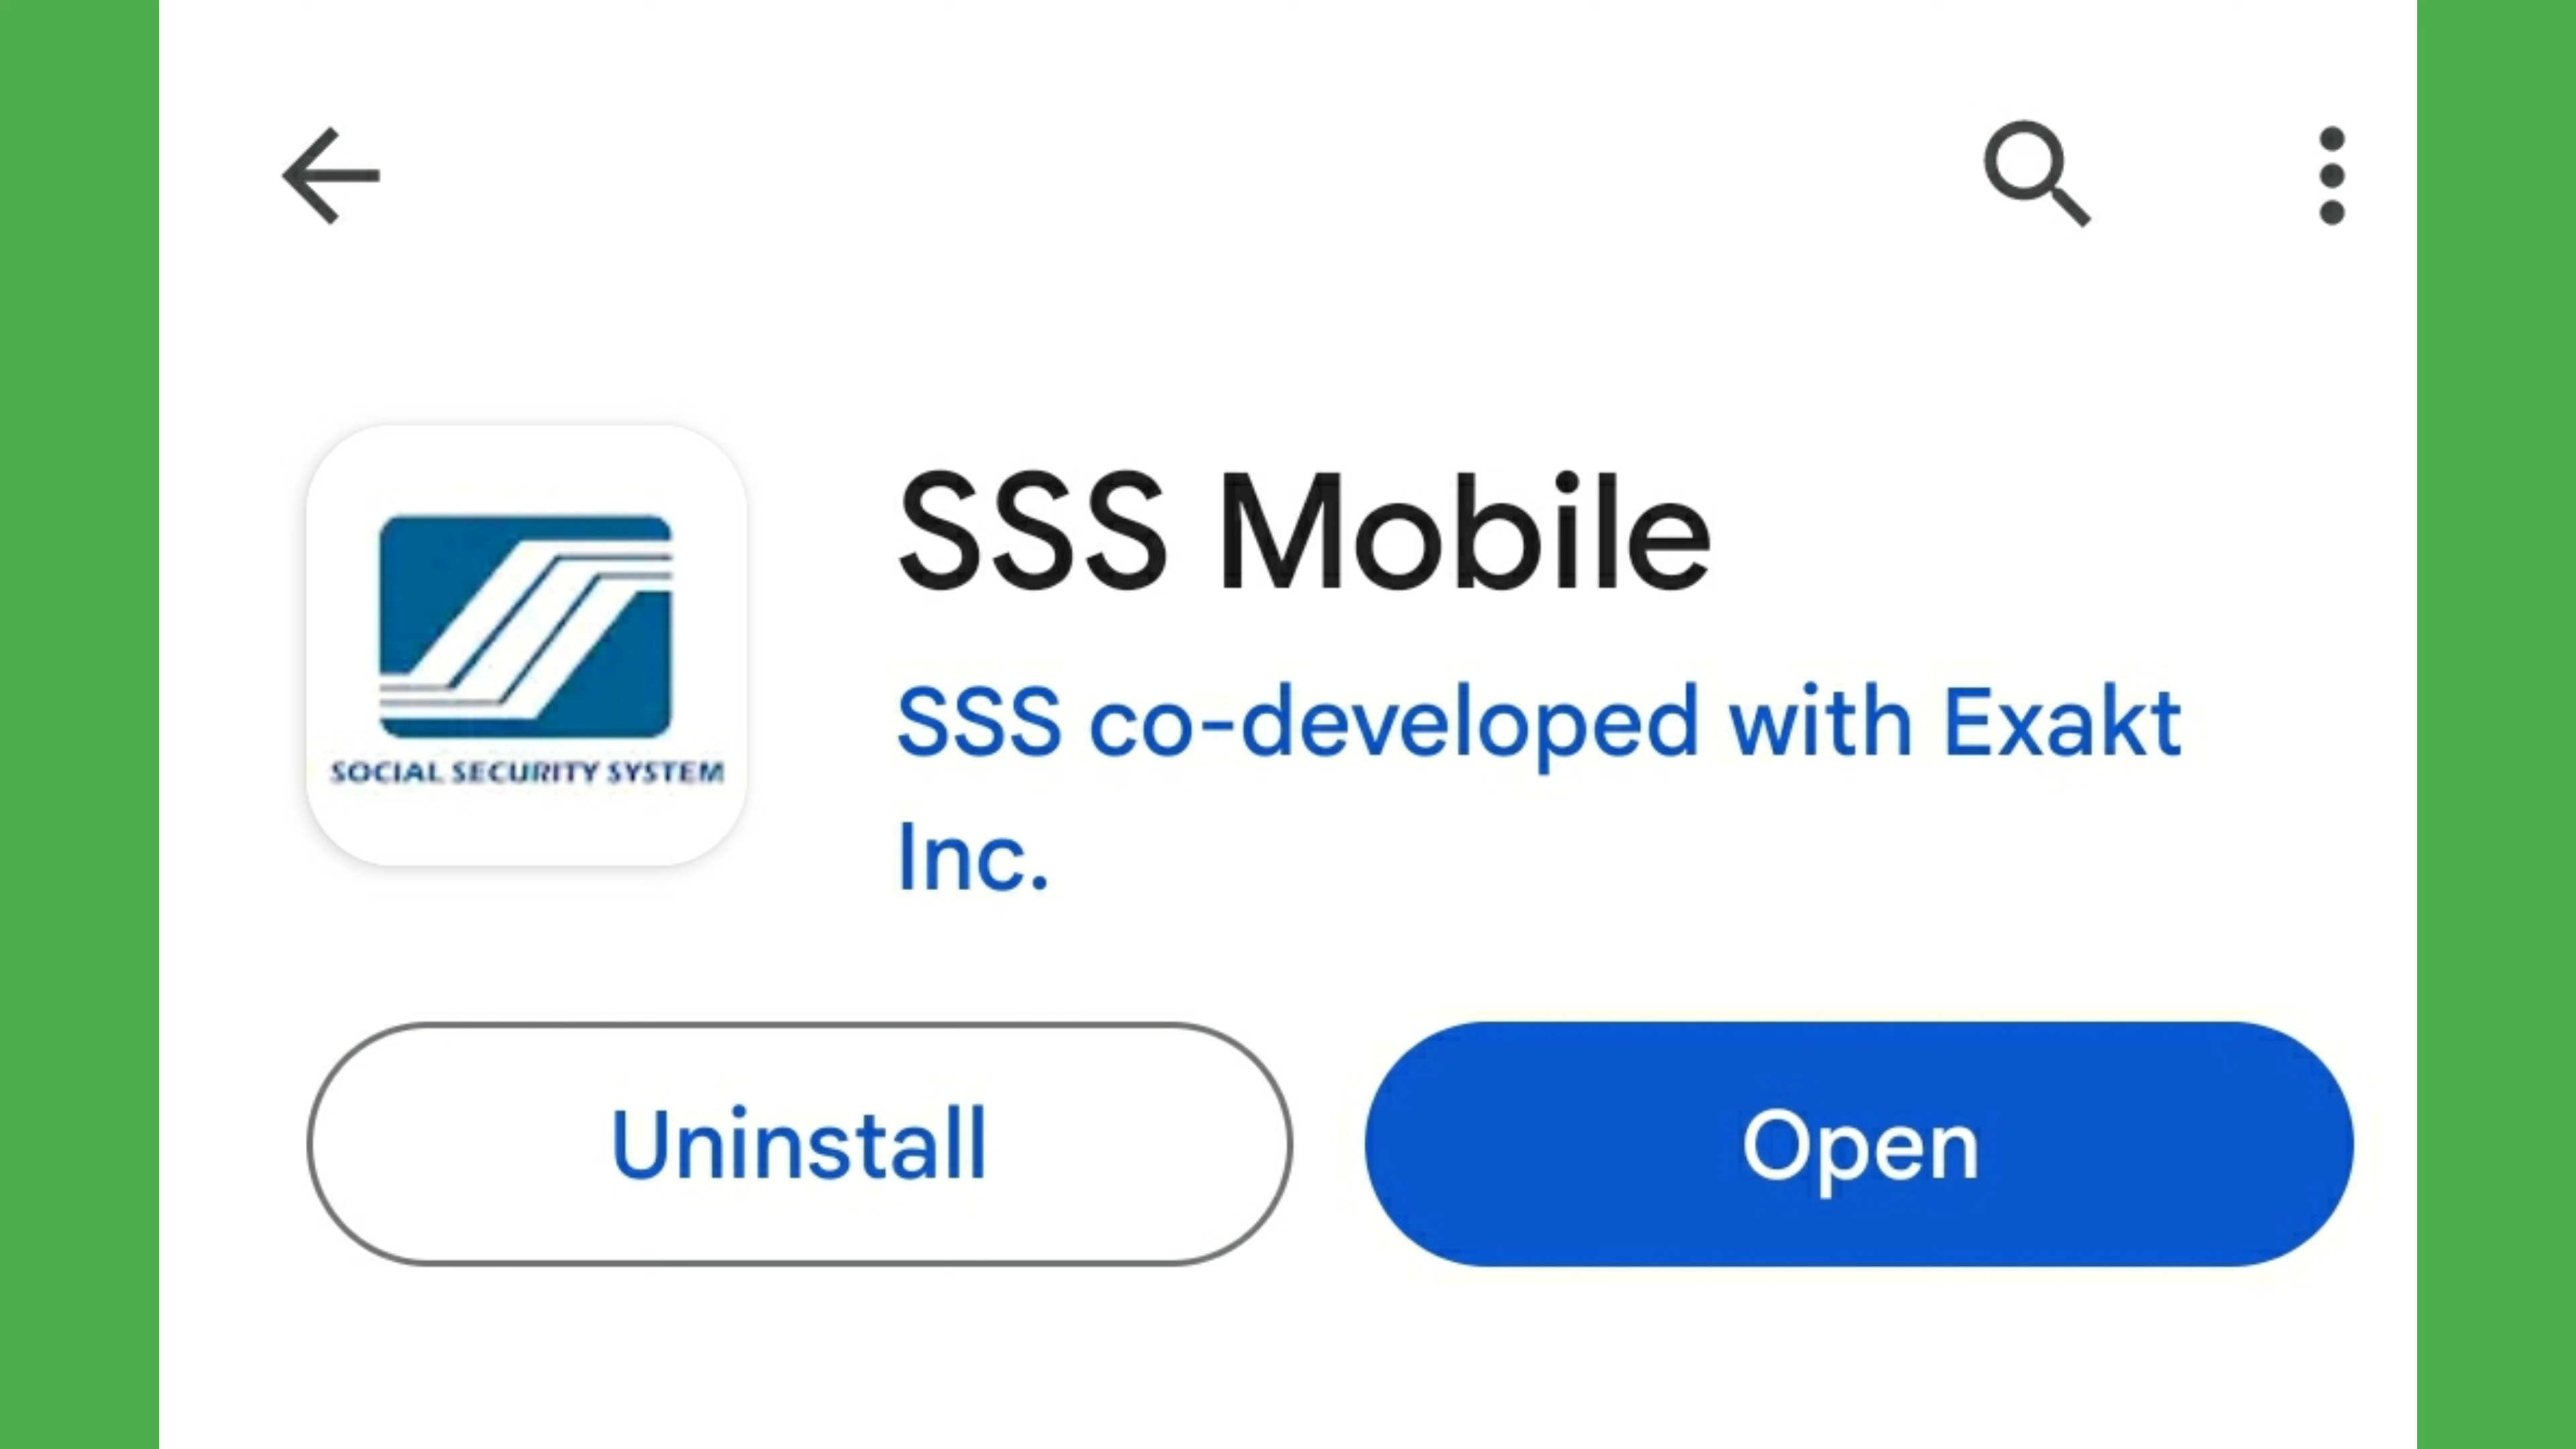 SSS Mobile
SSS co-developed with Exakt
Inc.
SOCIAL SECURITY SYSTEM
Uninstall
Open